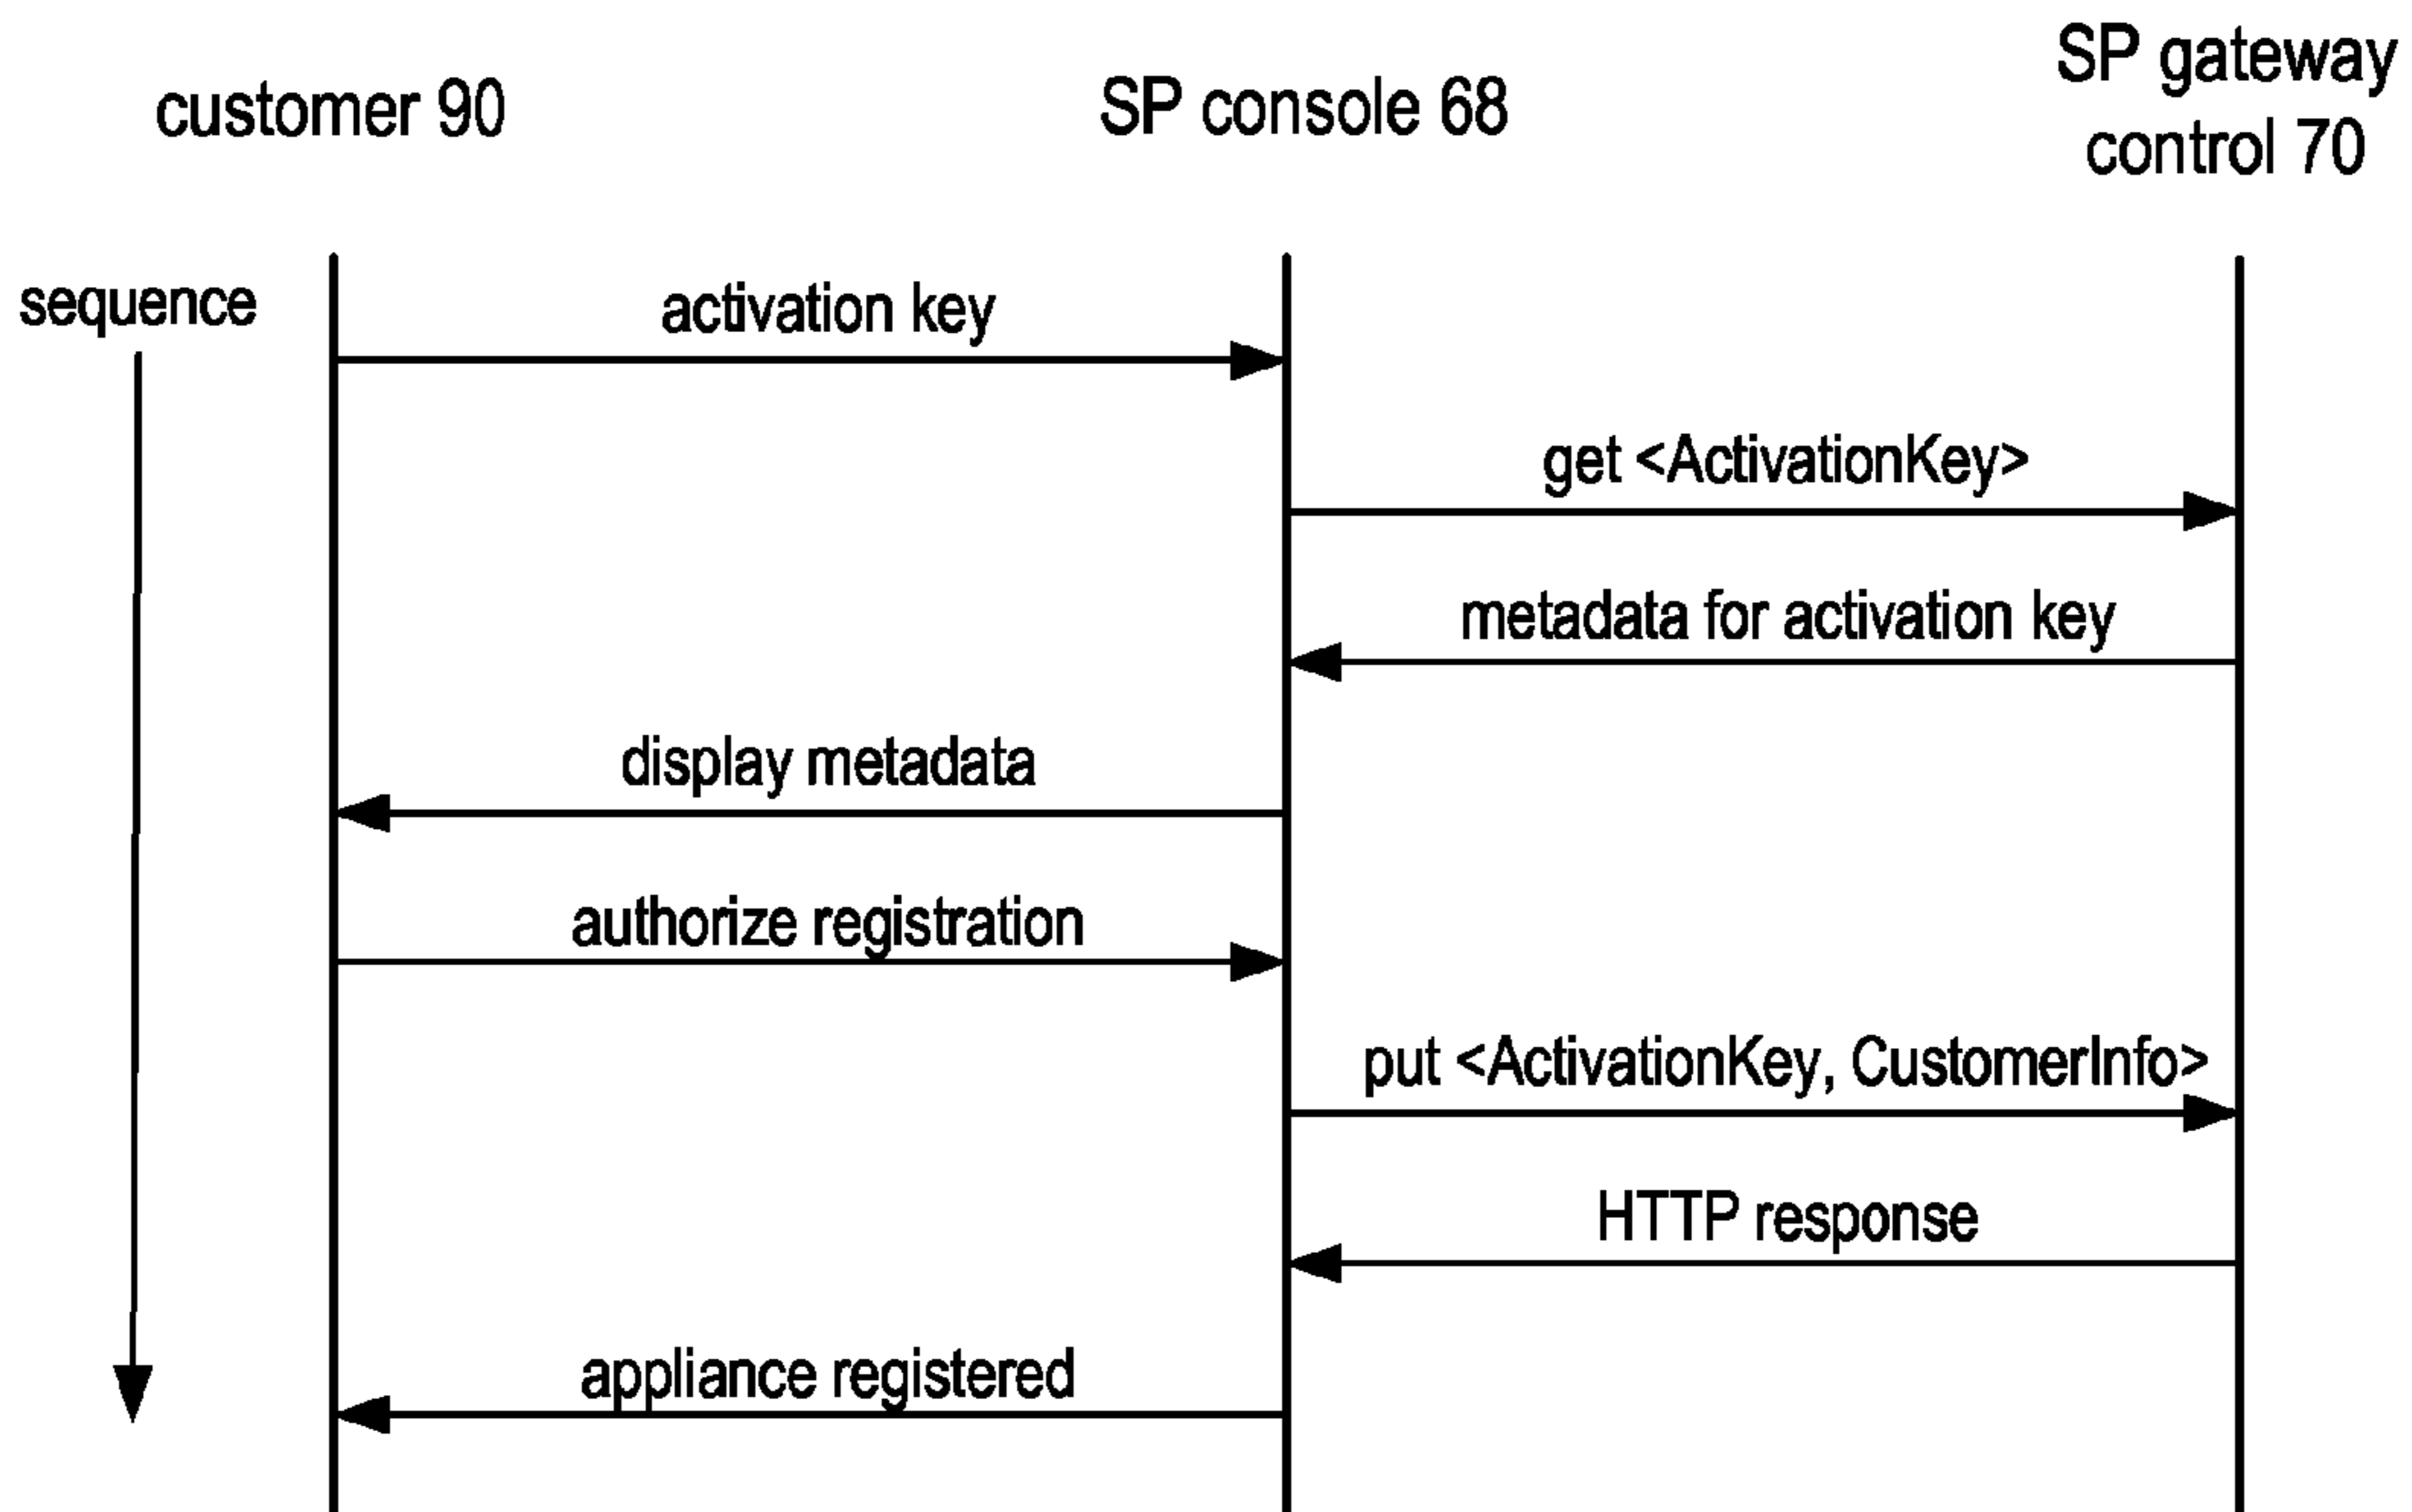 customer 90
SP console 68
SP gateway
control 70
sequence
activation key
get <ActivationKey>
metadata for activation key
display metadata
authorize registration
put <ActivationKey, CustomerInfo>
HTTP response
appliance registered